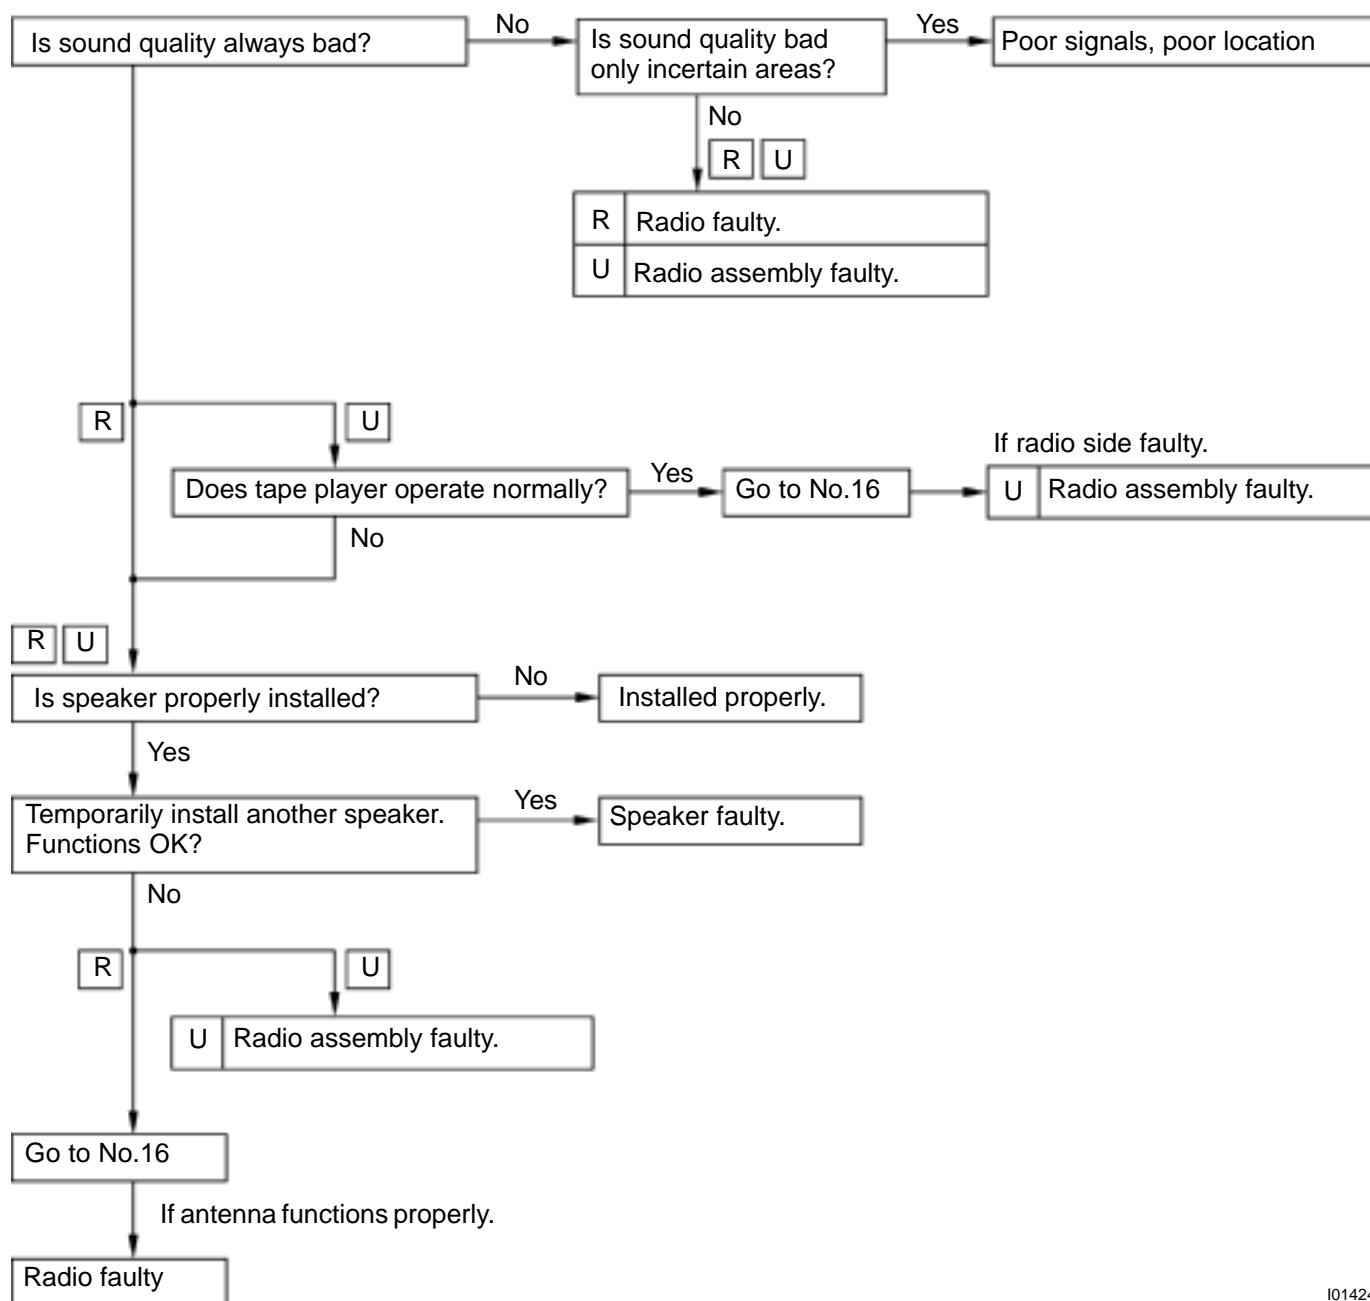 Is sound quality always bad?
No
Is sound quality bad
only incertain areas?
Yes
Poor signals, poor location
No
R U
R Radio faulty.
U Radio assembly faulty.
R
U
Does tape player operate normally?
Yes
Go to No.16
If radio side faulty.
U Radio assembly faulty.
No
R U
Is speaker properly installed?
No
Installed properly.
Yes
Temporarily install another speaker.
Functions OK?
Yes
Speaker faulty.
No
R
U
U Radio assembly faulty.
Go to No.16
If antenna functions properly.
Radio faulty
I01424